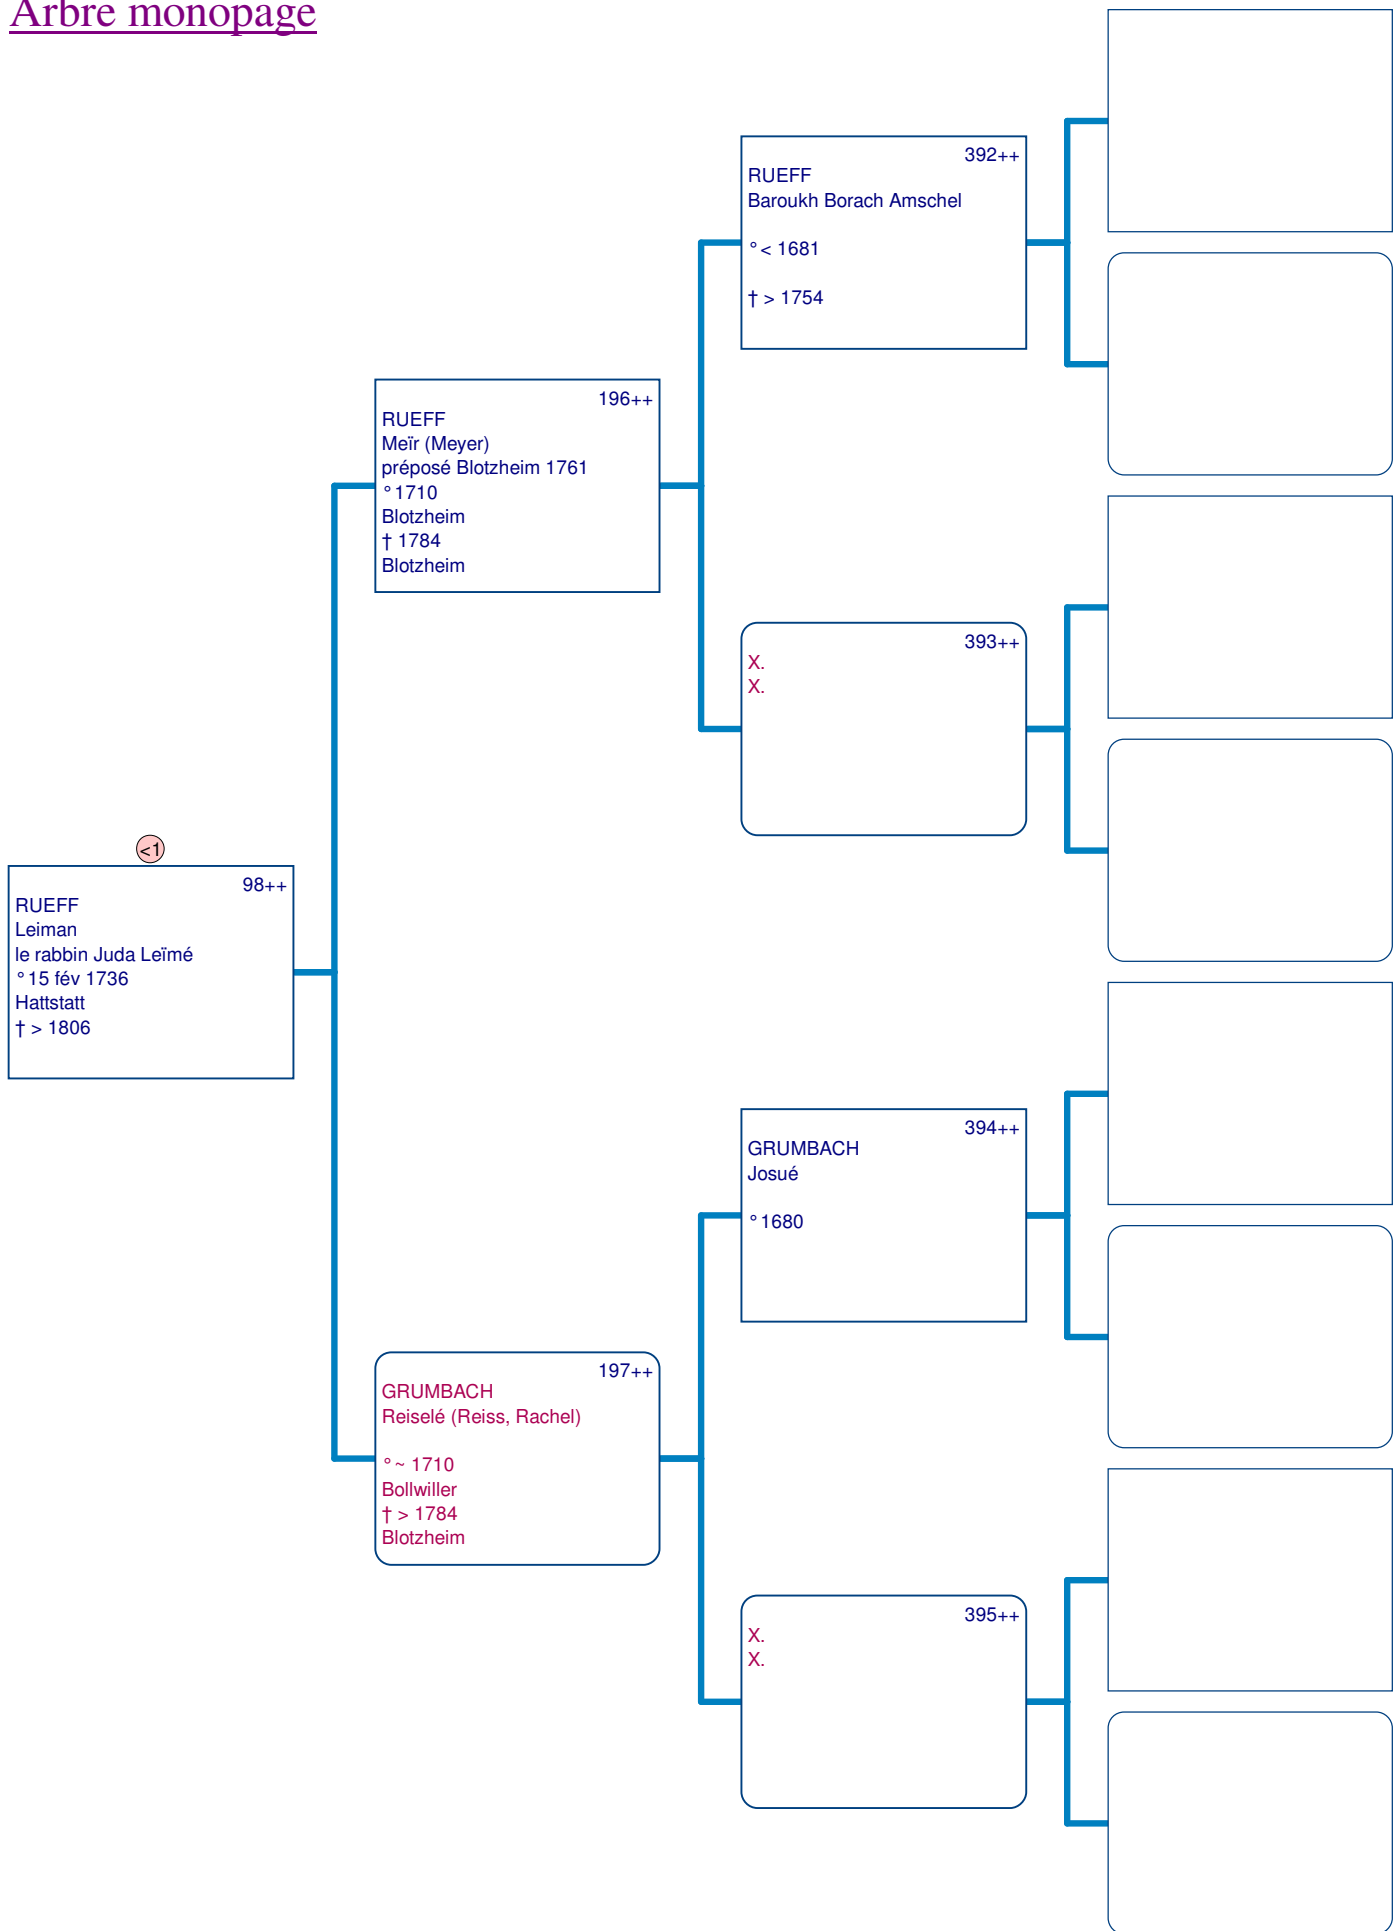 Arbre monopage
392++
RUEFF
Baroukh Borach Amschel
° < 1681
† > 1754
196++
RUEFF
Meïr (Meyer)
préposé Blotzheim 1761
° 1710
Blotzheim
† 1784
Blotzheim
393++
X.
X.
<1
98++
RUEFF
Leiman
le rabbin Juda Leïmé
° 15 fév 1736
Hattstatt
† > 1806
394++
GRUMBACH
Josué
° 1680
197++
GRUMBACH
Reiselé (Reiss, Rachel)
° ~ 1710
Bollwiller
† > 1784
Blotzheim
395++
X.
X.